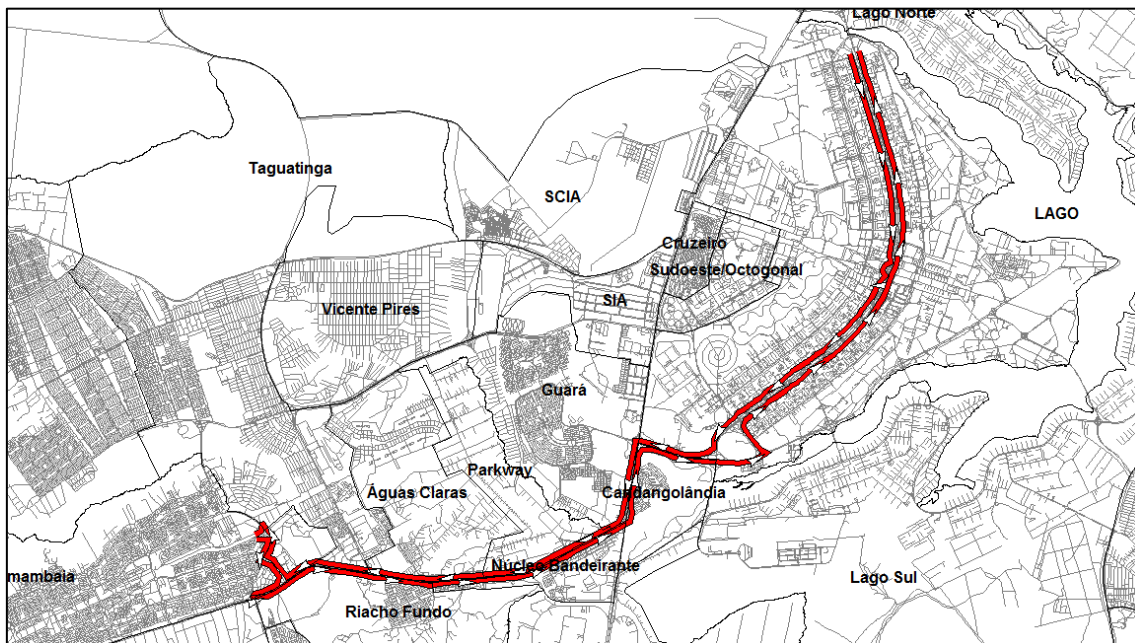 Lago Norte
Taguatinga
SCIA
LAGO
Cruzeiro
Sudoeste/Octogonal
SIA
Vicente Pires
Guará
Parkway
Águas Claras
Candangolândia
Núcleo Bandeirante
mambaia
Lago Sul
Riacho Fundo